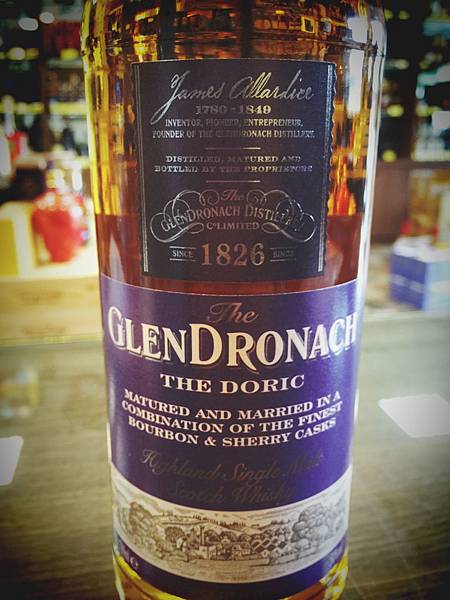 James Allardice
1780-1849
INVENTOR, PIONEER, ENTREPRENEUR,
FOUNDER OF THE GLENDRONACH DISTILLERY.
DISTILLED, MATURED AND
BOTTLED BY THE PROPRIETORS
The
GLENDRONACH DISTILLERY
Co LIMITED
SINCE 1826 SINCE
The
GLENDRONACH
THE DORIC
MATURED AND MARRIED IN A
COMBINATION OF THE FINEST
BOURBON & SHERRY CASKS
Highland Single Malt
Scotch Whisky